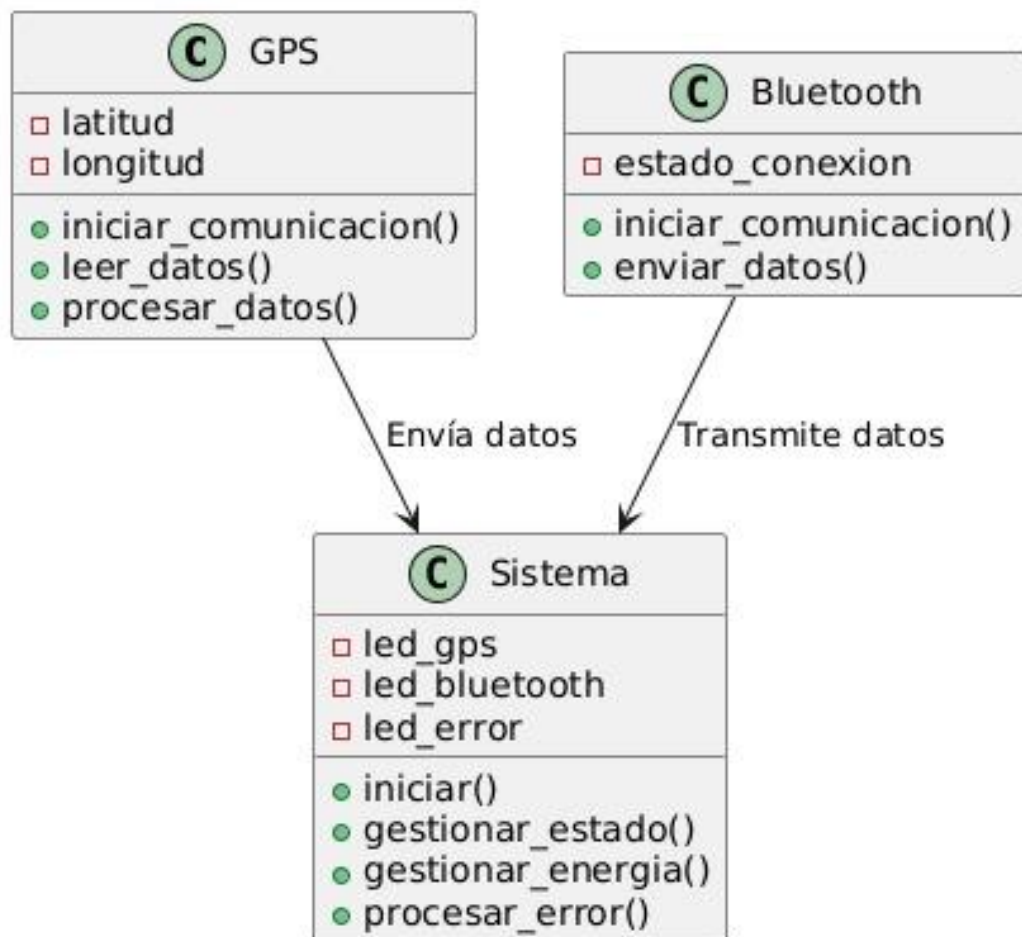 C GPS
latitud
longitud
iniciar_comunicacion()
leer_datos()
procesar_datos()
C Bluetooth
estado_conexion
iniciar_comunicacion()
enviar_datos()
Envía datos
Transmite datos
C Sistema
led_gps
led_bluetooth
led_error
iniciar()
gestionar_estado()
gestionar_energia()
procesar_error()